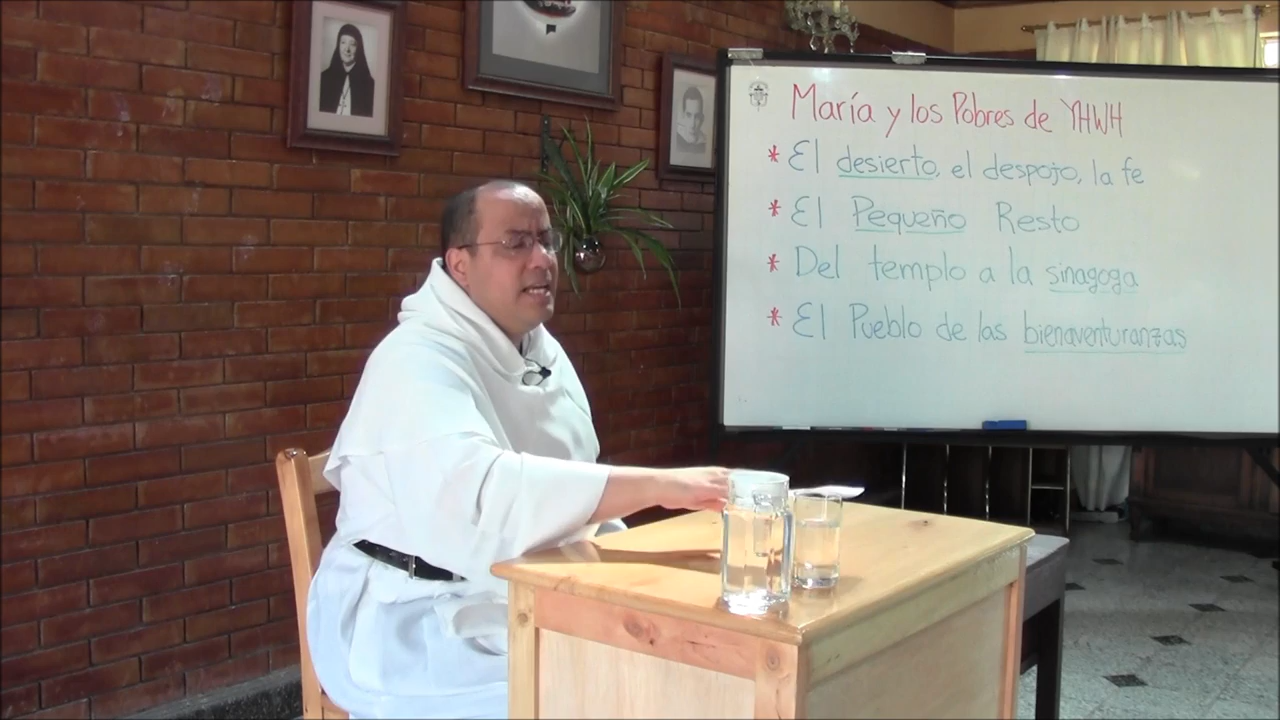 María y los Pobres de YHWH
* El desierto, el despojo, la fe
* El Pequeño Resto
* Del templo a la sinagoga
* El Pueblo de las bienaventuranzas